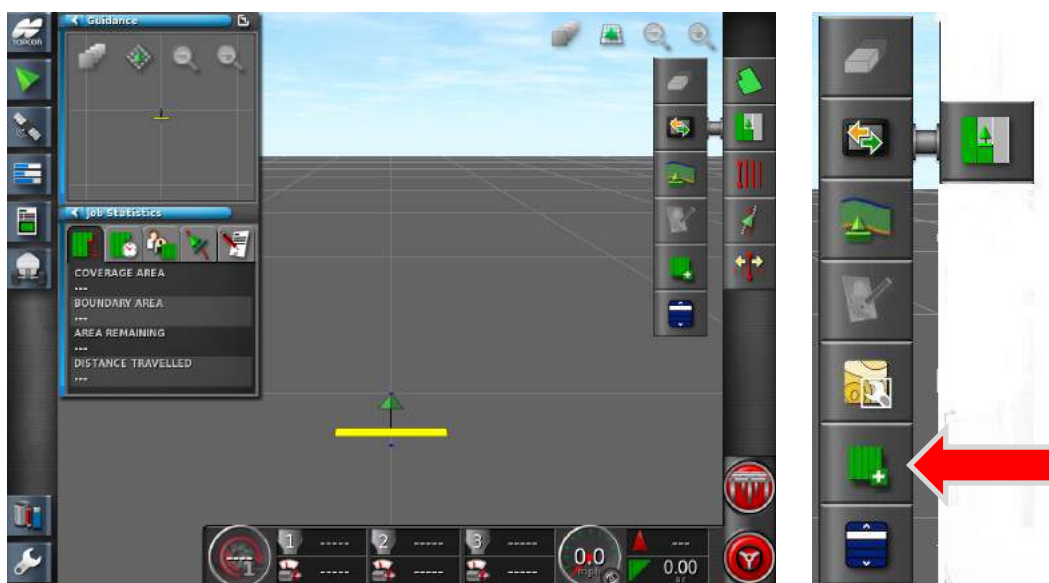 Guidance
TOPCON
Job Statistics
COVERAGE AREA
---
BOUNDARY AREA
---
AREA REMAINING
---
DISTANCE TRAVELLED
---
1 ----- 2 ----- 3 -----
1 ----- ----- -----
0.0
mph
---
0.00
ac